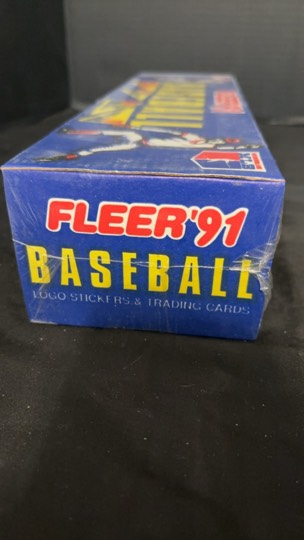 FLEER'91
BASEBALL
LOGO STICKERS & TRADING CARDS